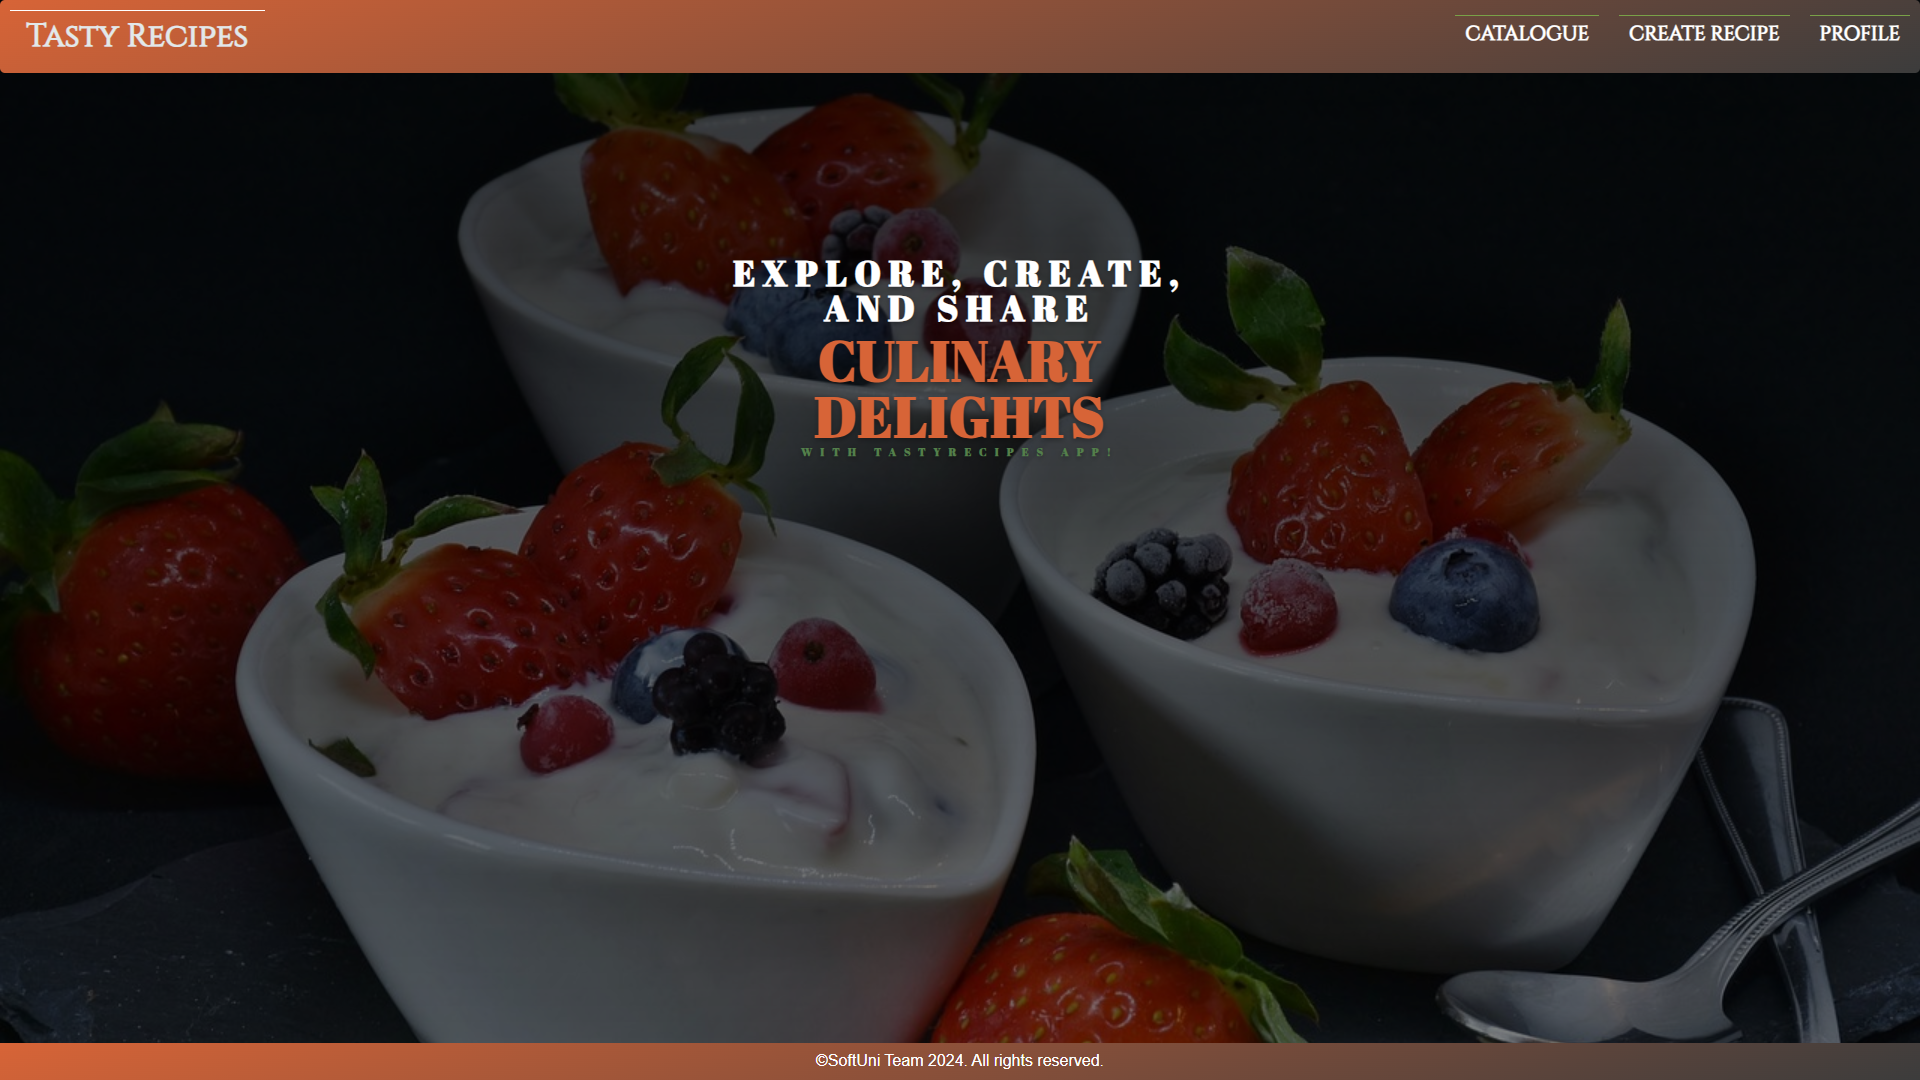 Tasty Recipes
CATALOGUE
CREATE RECIPE
PROFILE
EXPLORE, CREATE,
AND SHARE
CULINARY
DELIGHTS
WITH TASTYRECIPES APP!
©SoftUni Team 2024. All rights reserved.